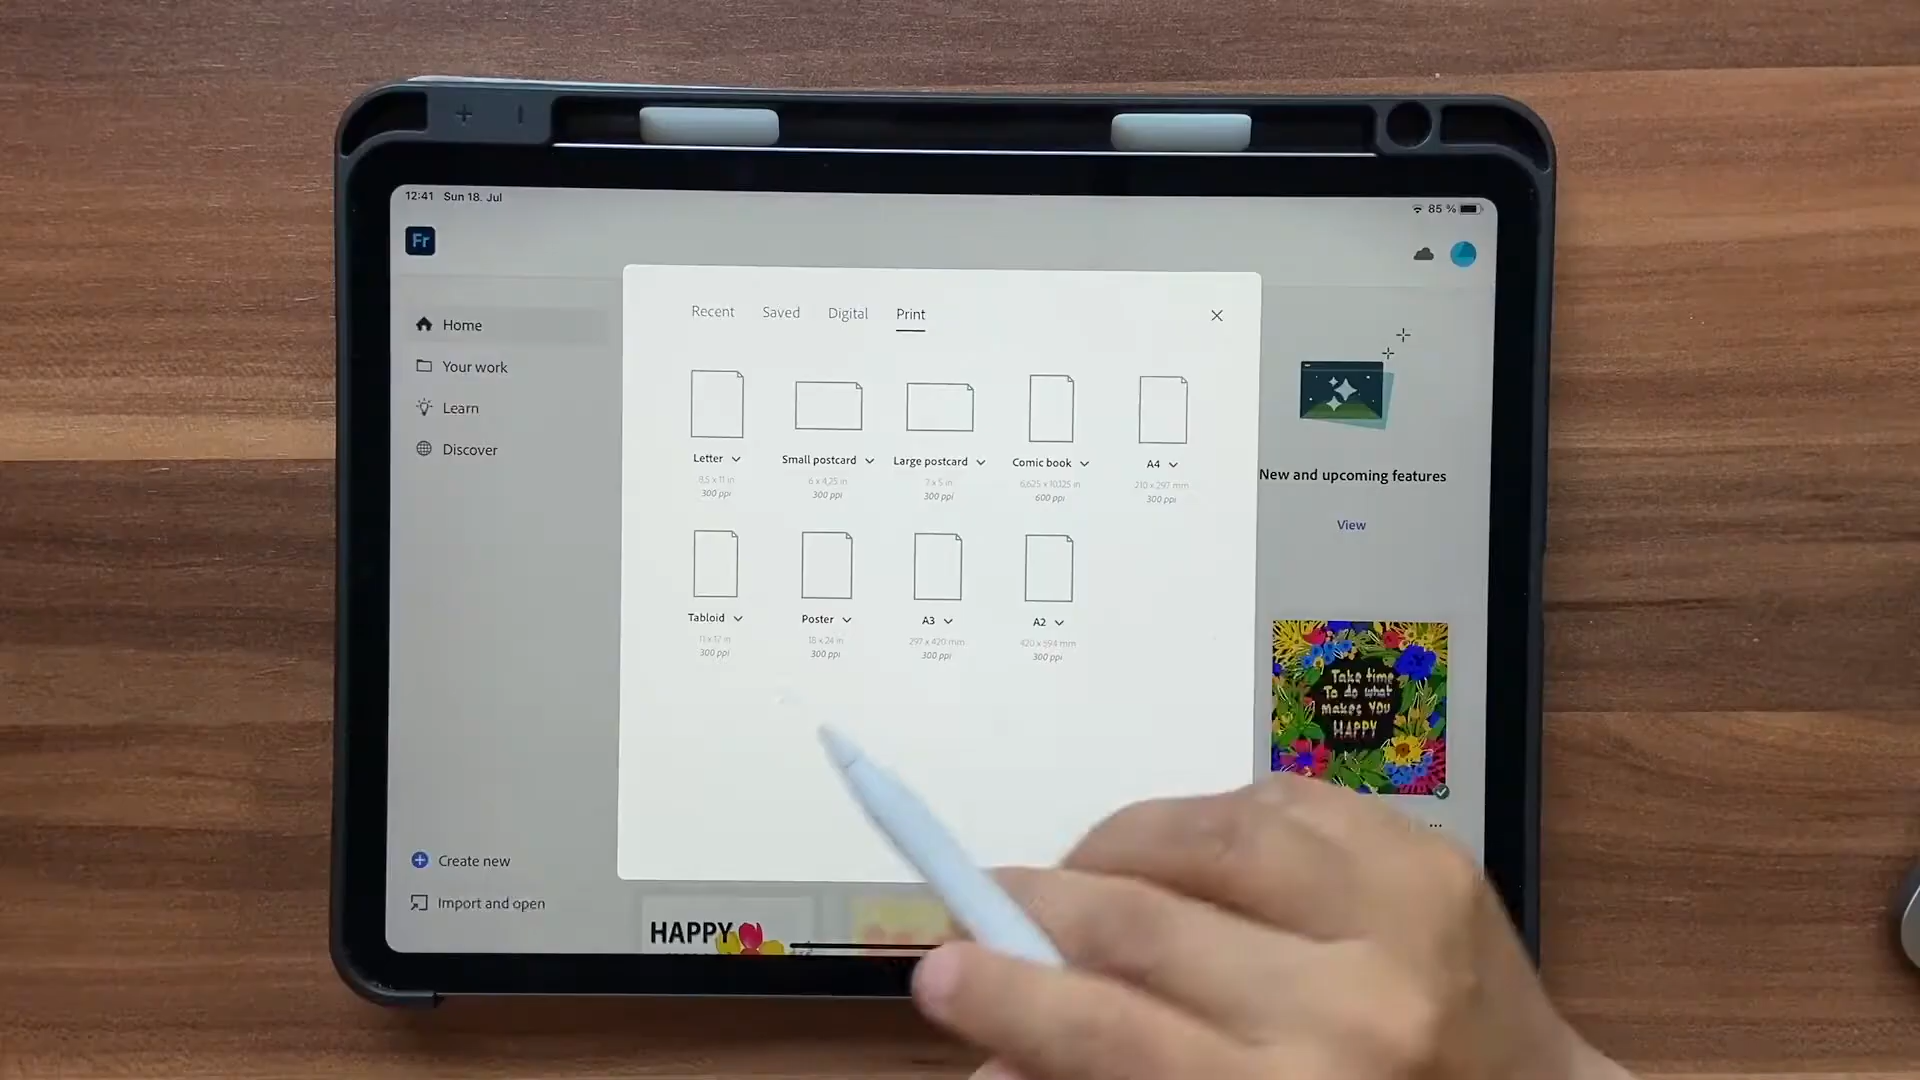 12:41 Sun 18. Jul
85 %
Fr
Recent Saved Digital Print
Home
Your work
Learn
Discover
Letter
8,5 x 11 in
300 ppi
Small postcard
6 x 4,25 in
300 ppi
Large postcard
7 x 5 in
300 ppi
Comic book
6,625 x 10,125 in
600 ppi
A4
210 x 297 mm
300 ppi
Tabloid
11 x 17 in
300 ppi
Poster
18 x 24 in
300 ppi
A3
297 x 420 mm
300 ppi
A2
420 x 594 mm
300 ppi
New and upcoming features
View
Take time
To do what
makes you
HAPPY
Create new
Import and open
HAPPY